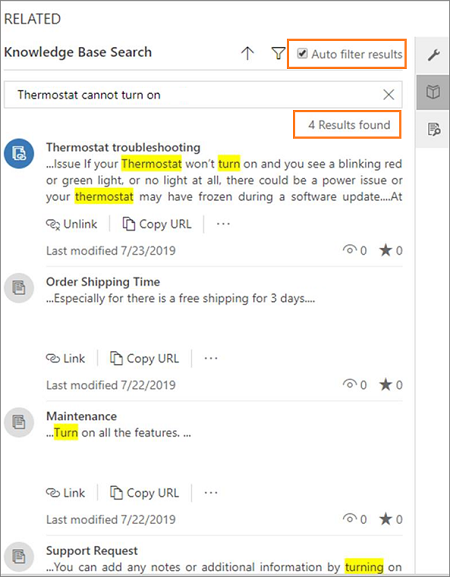 RELATED
Knowledge Base Search
Auto filter results
Thermostat cannot turn on
4 Results found
Thermostat troubleshooting
...Issue If your Thermostat won't turn on and you see a blinking red
or green light, or no light at all, there could be a power issue or
your thermostat may have frozen during a software update....At
Unlink Copy URL ...
Last modified 7/23/2019 0 0
Order Shipping Time
...Especially for there is a free shipping for 3 days....
Link Copy URL ...
Last modified 7/22/2019 0 0
Maintenance
...Turn on all the features. ...
Link Copy URL ...
Last modified 7/22/2019 0 0
Support Request
...You can add any notes or additional information by turning on